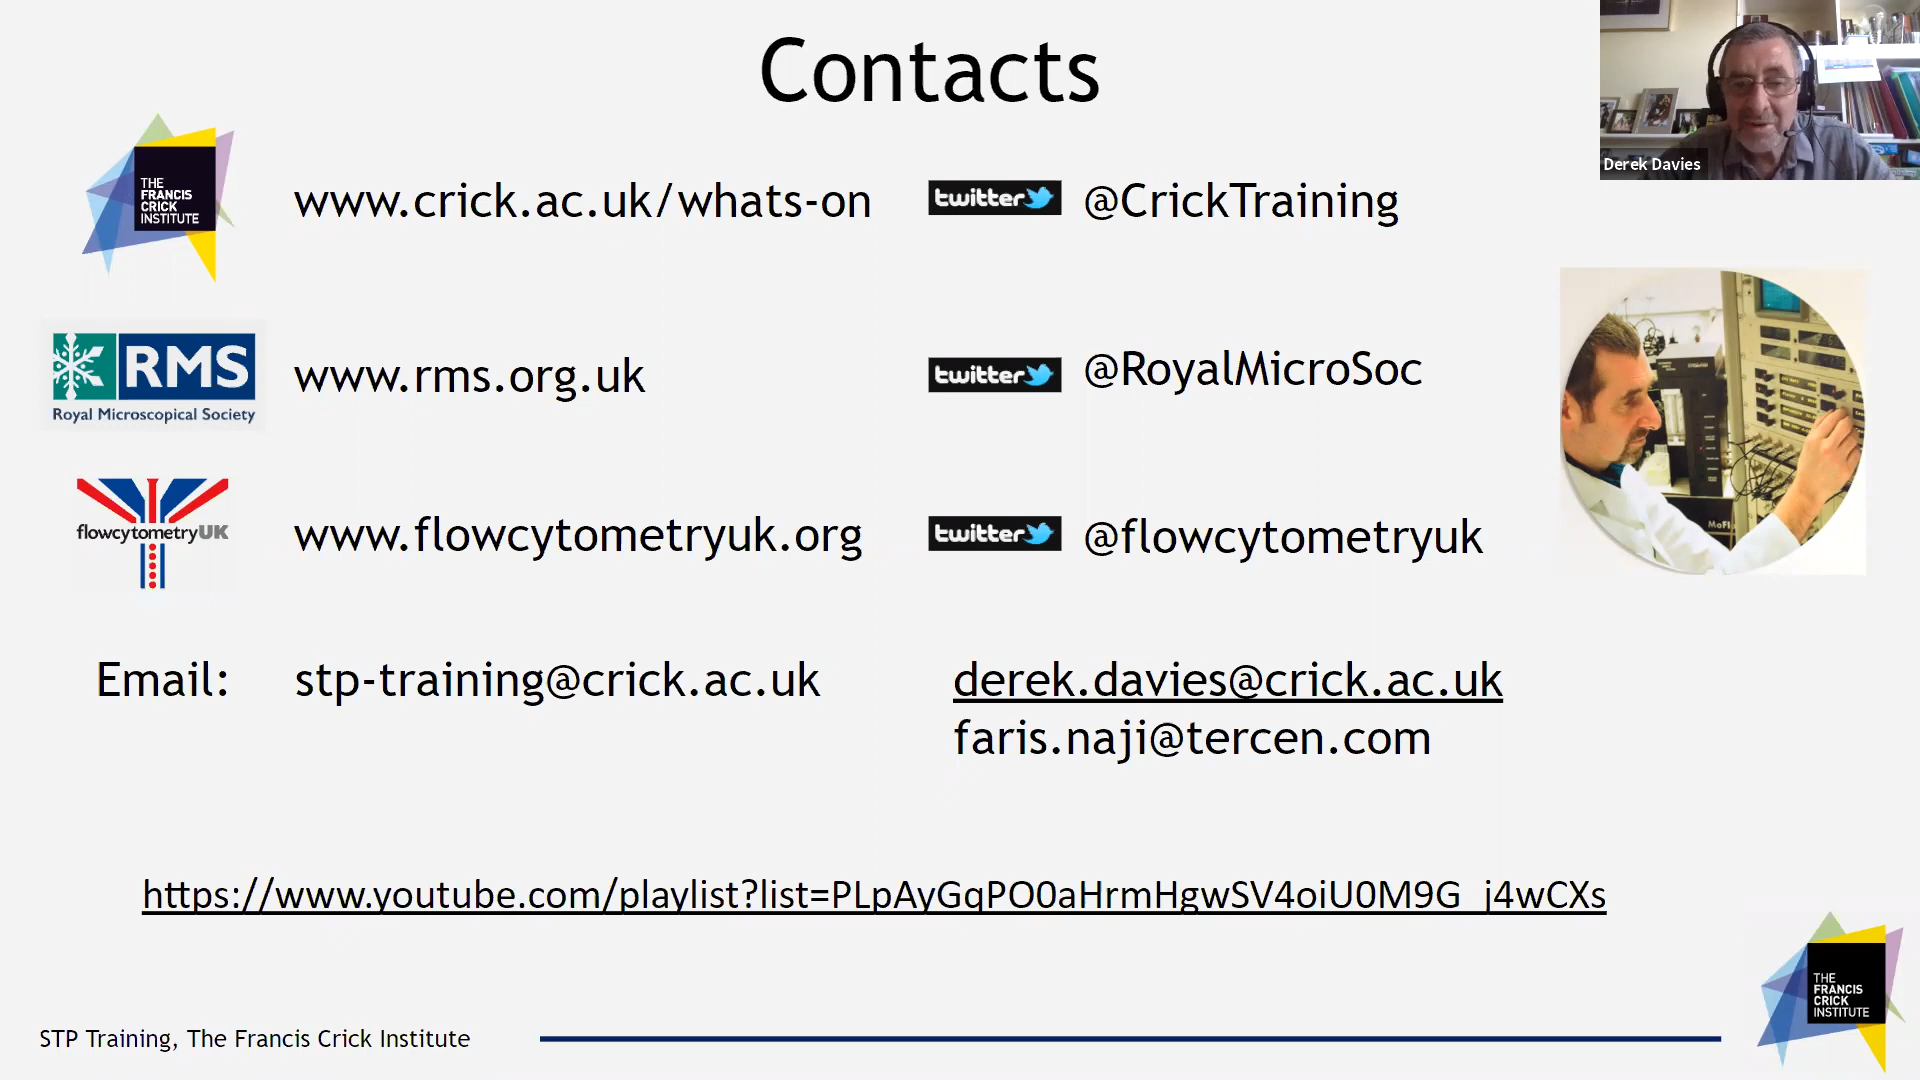 Contacts
Derek Davies
THE
FRANCIS
CRICK
INSTITUTE
www.crick.ac.uk/whats-on
twitter
@CrickTraining
RMS
Royal Microscopical Society
www.rms.org.uk
twitter
@RoyalMicroSoc
flowcytometryUK
www.flowcytometryuk.org
twitter
@flowcytometryuk
MoFl
Email:
stp-training@crick.ac.uk
derek.davies@crick.ac.uk
faris.naji@tercen.com
https://www.youtube.com/playlist?list=PLpAyGqPO0aHrmHgwSV4oiU0M9G_j4wCXs
THE
FRANCIS
CRICK
INSTITUTE
STP Training, The Francis Crick Institute